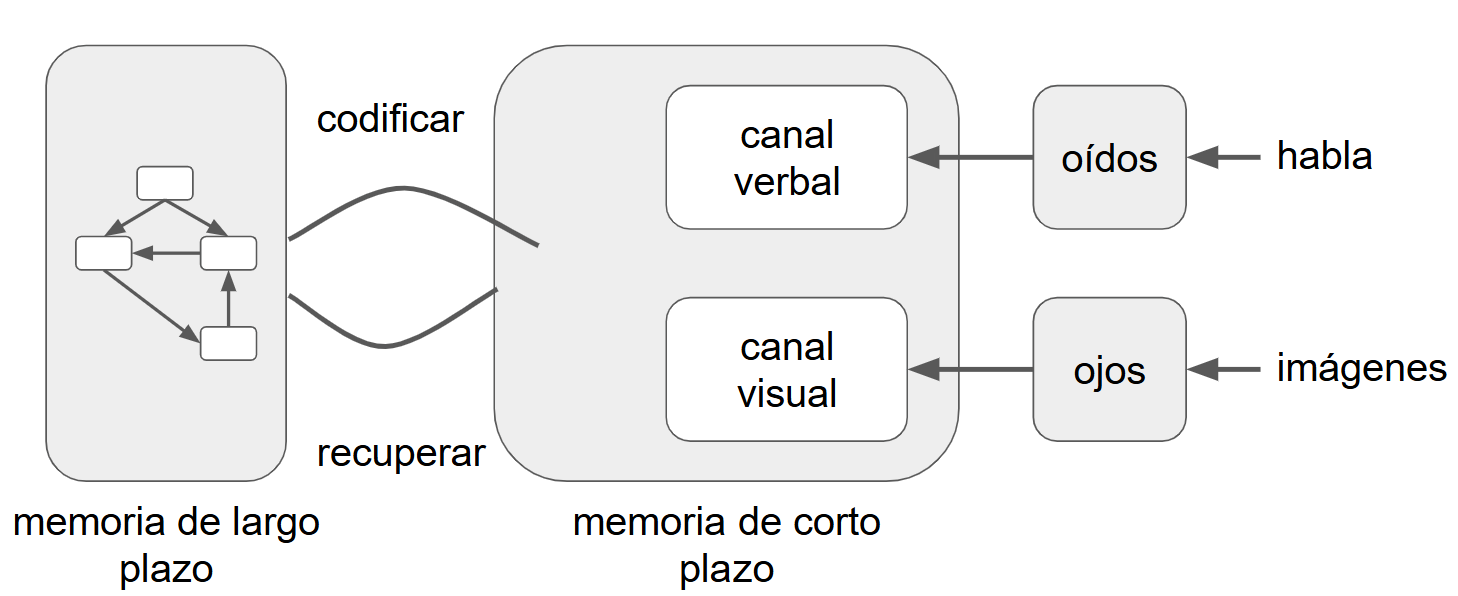 codificar
canal
verbal
oídos
habla
canal
visual
ojos
imágenes
recuperar
memoria de largo
plazo
memoria de corto
plazo